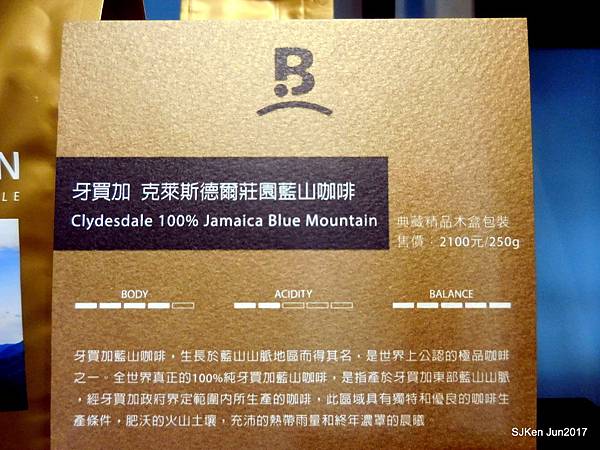 B
N
LE
牙買加 克萊斯德爾莊園藍山咖啡
Clydesdale 100% Jamaica Blue Mountain
典藏精品木盒包裝
售價：2100元/250g
BODY
ACIDITY
BALANCE
牙買加藍山咖啡，生長於藍山山脈地區而得其名，是世界上公認的極品咖啡
之一。全世界真正的100%純牙買加藍山咖啡，是指產於牙買加東部藍山山脈
，經牙買加政府界定範圍內所生產的咖啡，此區域具有獨特和優良的咖啡生
產條件，肥沃的火山土壤，充沛的熱帶雨量和終年濃罩的晨曦。
SJKen Jun2017